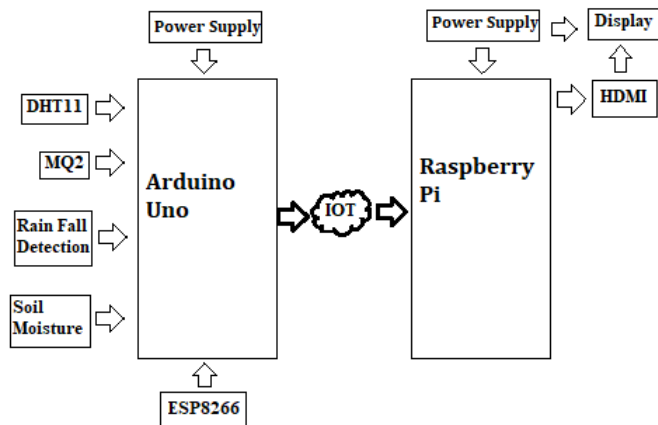 Power Supply
Power Supply
Display
DHT11
HDMI
MQ2
Arduino
Uno
Raspberry
Pi
IOT
Rain Fall
Detection
Soil
Moisture
ESP8266